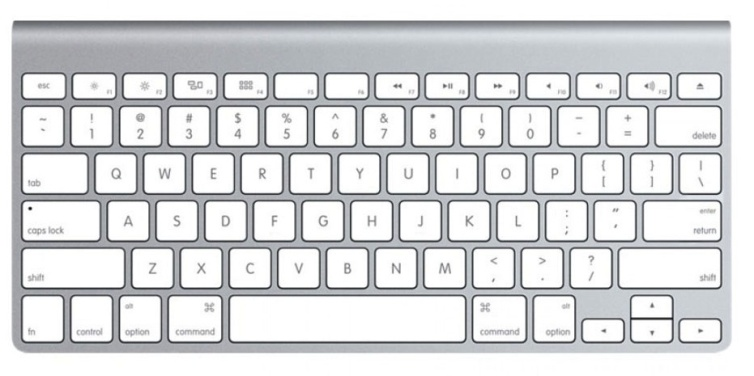 esc F1 F2 F3 F4 F5 F6 F7 F8 F9 F10 F11 F12
~ ! @ # $ % ^ & * ( ) _ +
` 1 2 3 4 5 6 7 8 9 0 - = delete
tab Q W E R T Y U I O P { } |
[ ] \
caps lock A S D F G H J K L : " enter
; ' return
shift Z X C V B N M < > ? shift
, . /
alt ⌘ ⌘ alt
fn control option command command option